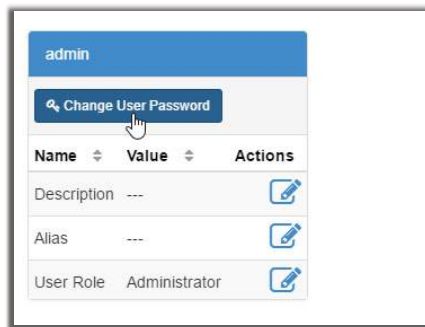 admin
Change User Password
Name Value Actions
Description ---
Alias ---
User Role Administrator